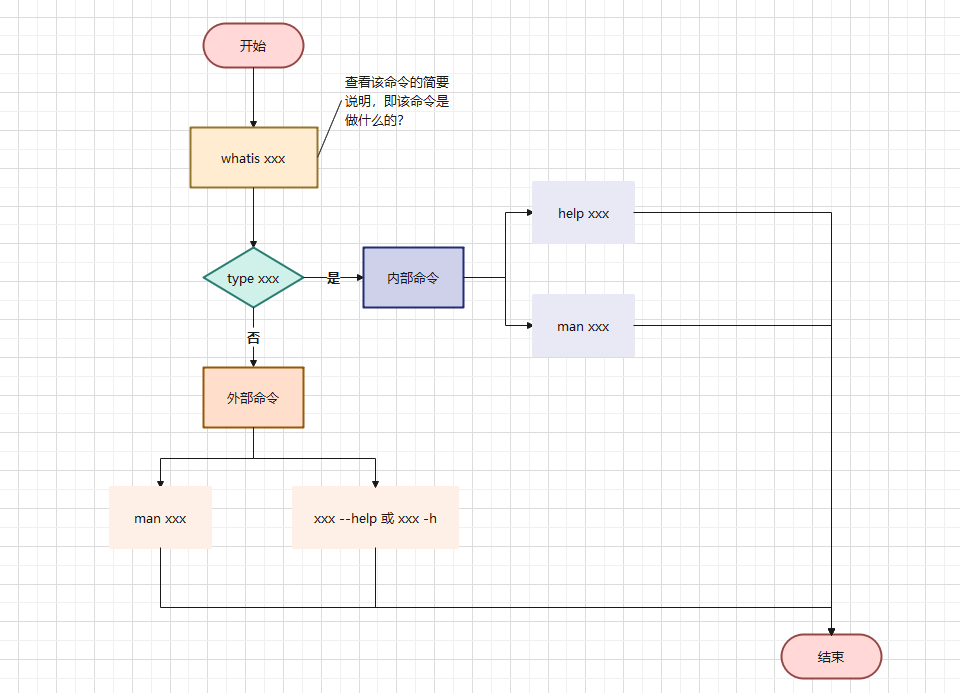 开始
查看该命令的简要
说明，即该命令是
做什么的？
whatis xxx
help xxx
type xxx
是
内部命令
man xxx
否
外部命令
man xxx
xxx --help 或 xxx -h
结束